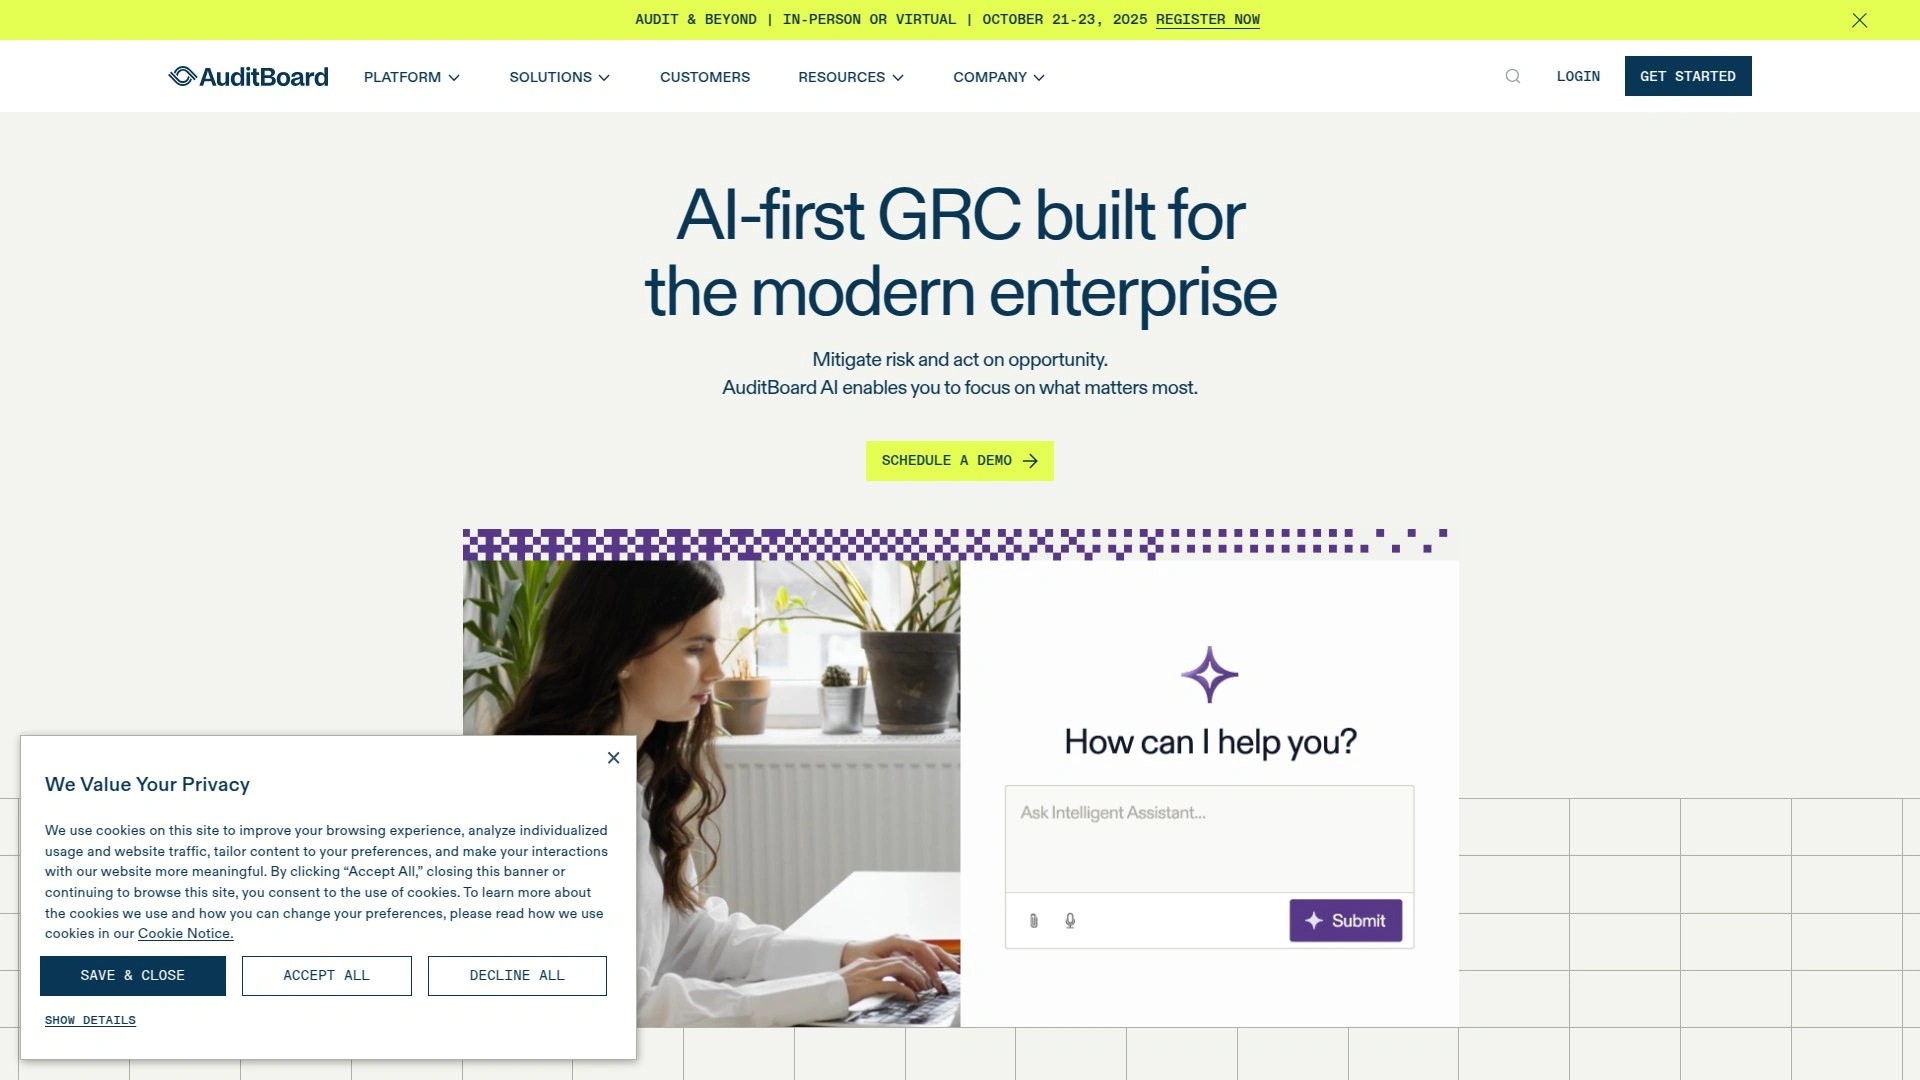 AUDIT & BEYOND | IN-PERSON OR VIRTUAL | OCTOBER 21-23, 2025 REGISTER NOW
AuditBoard
PLATFORM
SOLUTIONS
CUSTOMERS
RESOURCES
COMPANY
LOGIN
GET STARTED
AI-first GRC built for
the modern enterprise
Mitigate risk and act on opportunity.
AuditBoard AI enables you to focus on what matters most.
SCHEDULE A DEMO
How can I help you?
Ask Intelligent Assistant...
Submit
We Value Your Privacy
We use cookies on this site to improve your browsing experience, analyze individualized
usage and website traffic, tailor content to your preferences, and make your interactions
with our website more meaningful. By clicking “Accept All,” closing this banner or
continuing to browse this site, you consent to the use of cookies. To learn more about
the cookies we use and how you can change your preferences, please read how we use
cookies in our Cookie Notice.
SAVE & CLOSE
ACCEPT ALL
DECLINE ALL
SHOW DETAILS